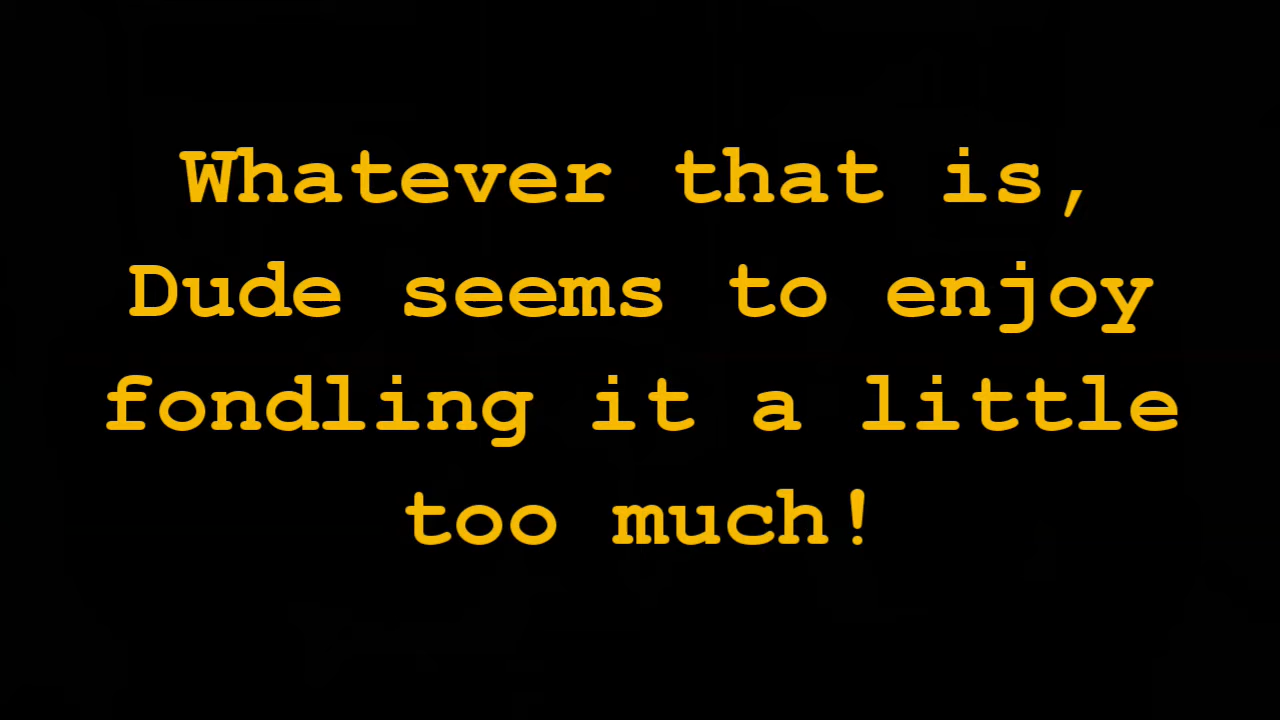 Whatever that is,
Dude seems to enjoy
fondling it a little
too much!